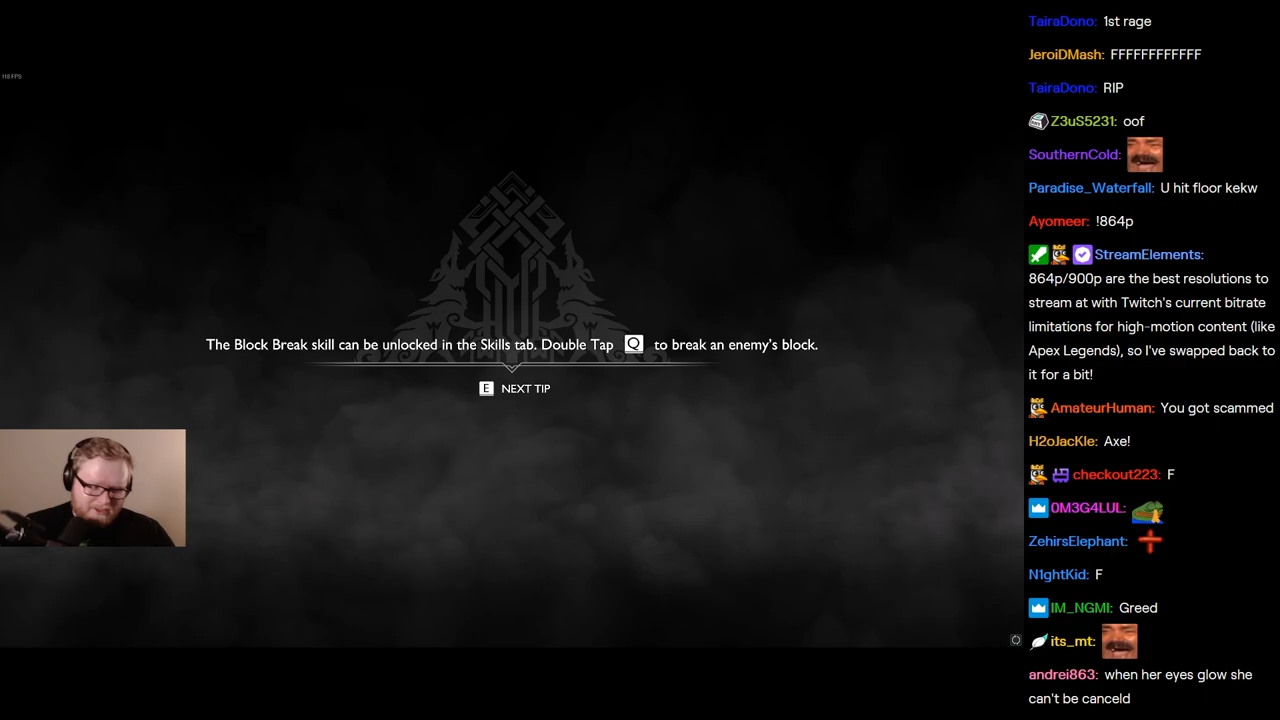 118 FPS
The Block Break skill can be unlocked in the Skills tab. Double Tap Q to break an enemy's block.
E NEXT TIP
TairaDono: 1st rage
JeroiDMash: FFFFFFFFFFFF
TairaDono: RIP
Z3uS5231: oof
SouthernCold:
Paradise_Waterfall: U hit floor kekw
Ayomeer: !864p
StreamElements:
864p/900p are the best resolutions to
stream at with Twitch's current bitrate
limitations for high-motion content (like
Apex Legends), so I've swapped back to
it for a bit!
AmateurHuman: You got scammed
H2oJacKle: Axe!
checkout223: F
0M3G4LUL:
ZehirsElephant:
N1ghtKid: F
IM_NGMI: Greed
its_mt:
andrei863: when her eyes glow she
can't be canceld